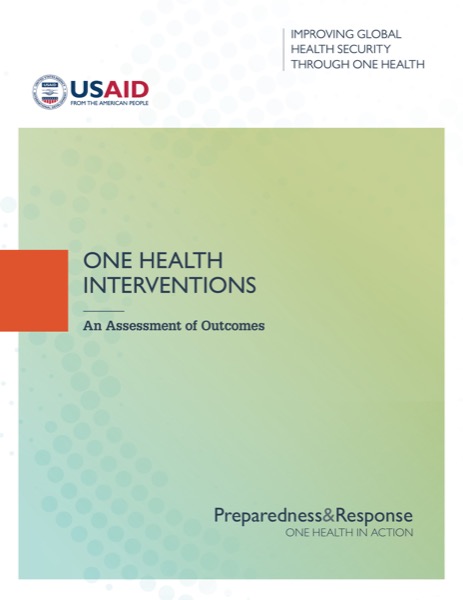 IMPROVING GLOBAL
HEALTH SECURITY
THROUGH ONE HEALTH
USAID
FROM THE AMERICAN PEOPLE
ONE HEALTH
INTERVENTIONS
An Assessment of Outcomes
Preparedness&Response
ONE HEALTH IN ACTION